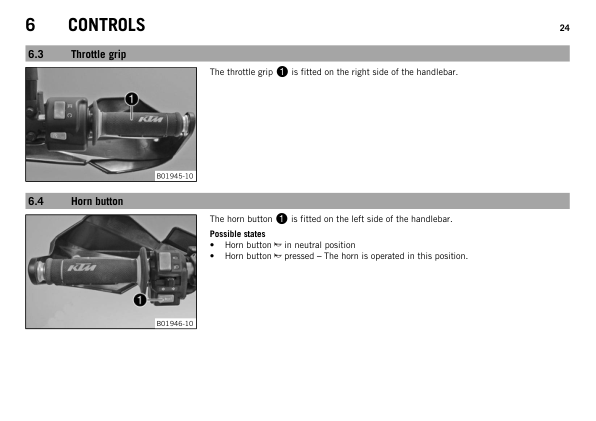 6 CONTROLS
24
6.3 Throttle grip
The throttle grip 1 is fitted on the right side of the handlebar.
1
KTM
B01945-10
6.4 Horn button
The horn button 1 is fitted on the left side of the handlebar.
Possible states
• Horn button in neutral position
• Horn button pressed – The horn is operated in this position.
KTM
1
B01946-10